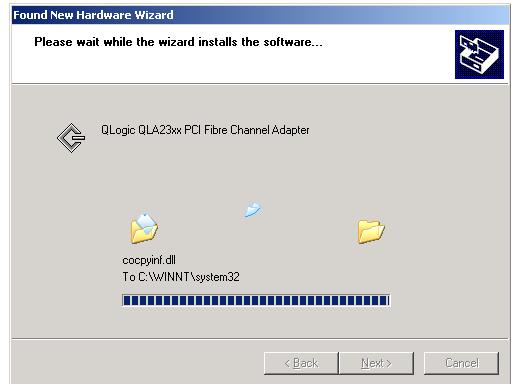 Found New Hardware Wizard
Please wait while the wizard installs the software...
QLogic QLA23xx PCI Fibre Channel Adapter
cocpyinf.dll
To C:\WINNT\system32
< Back
Next >
Cancel